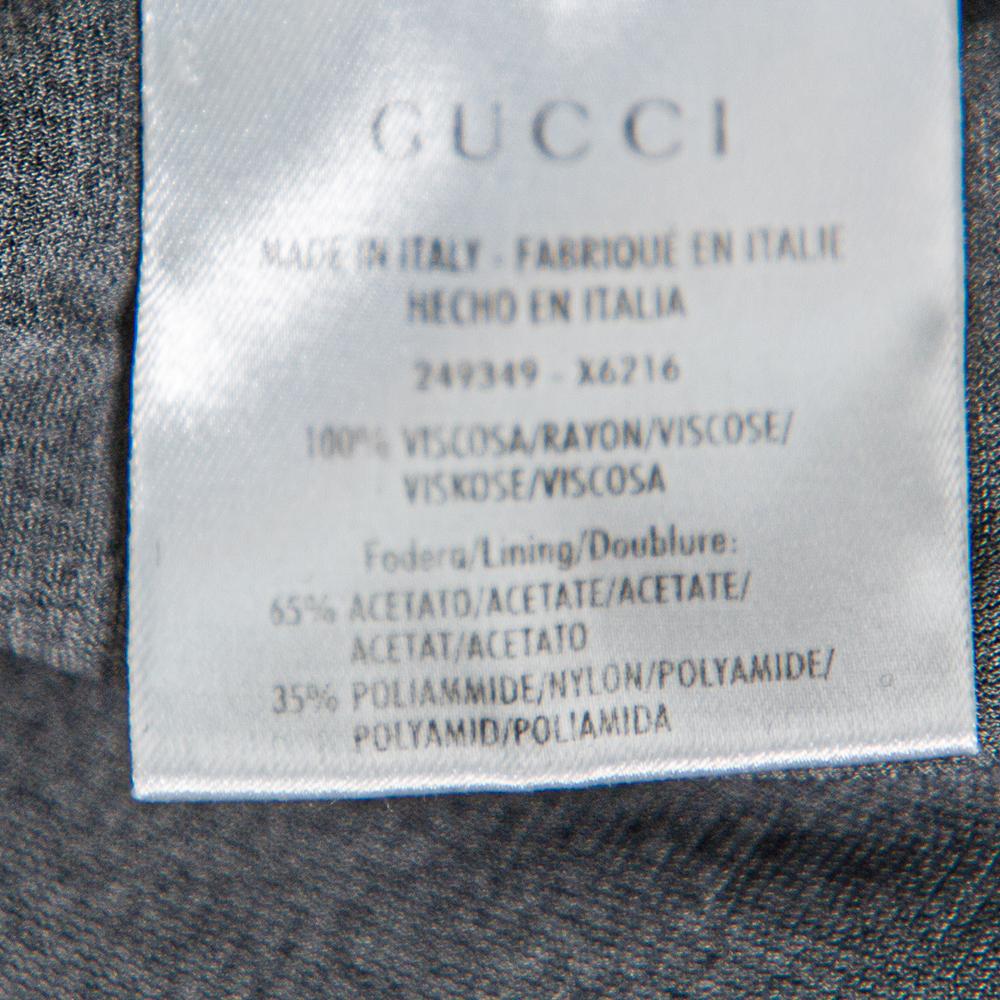 GUCCI
MADE IN ITALY - FABRIQUÉ EN ITALIE
HECHO EN ITALIA
249349 - X6216
100% VISCOSA/RAYON/VISCOSE/
VISKOSE/VISCOSA
Fodera/Lining/Doublure:
65% ACETATO/ACETATE/ACETATE/
ACETAT/ACETATO
35% POLIAMMIDE/NYLON/POLYAMIDE/
POLYAMID/POLIAMIDA